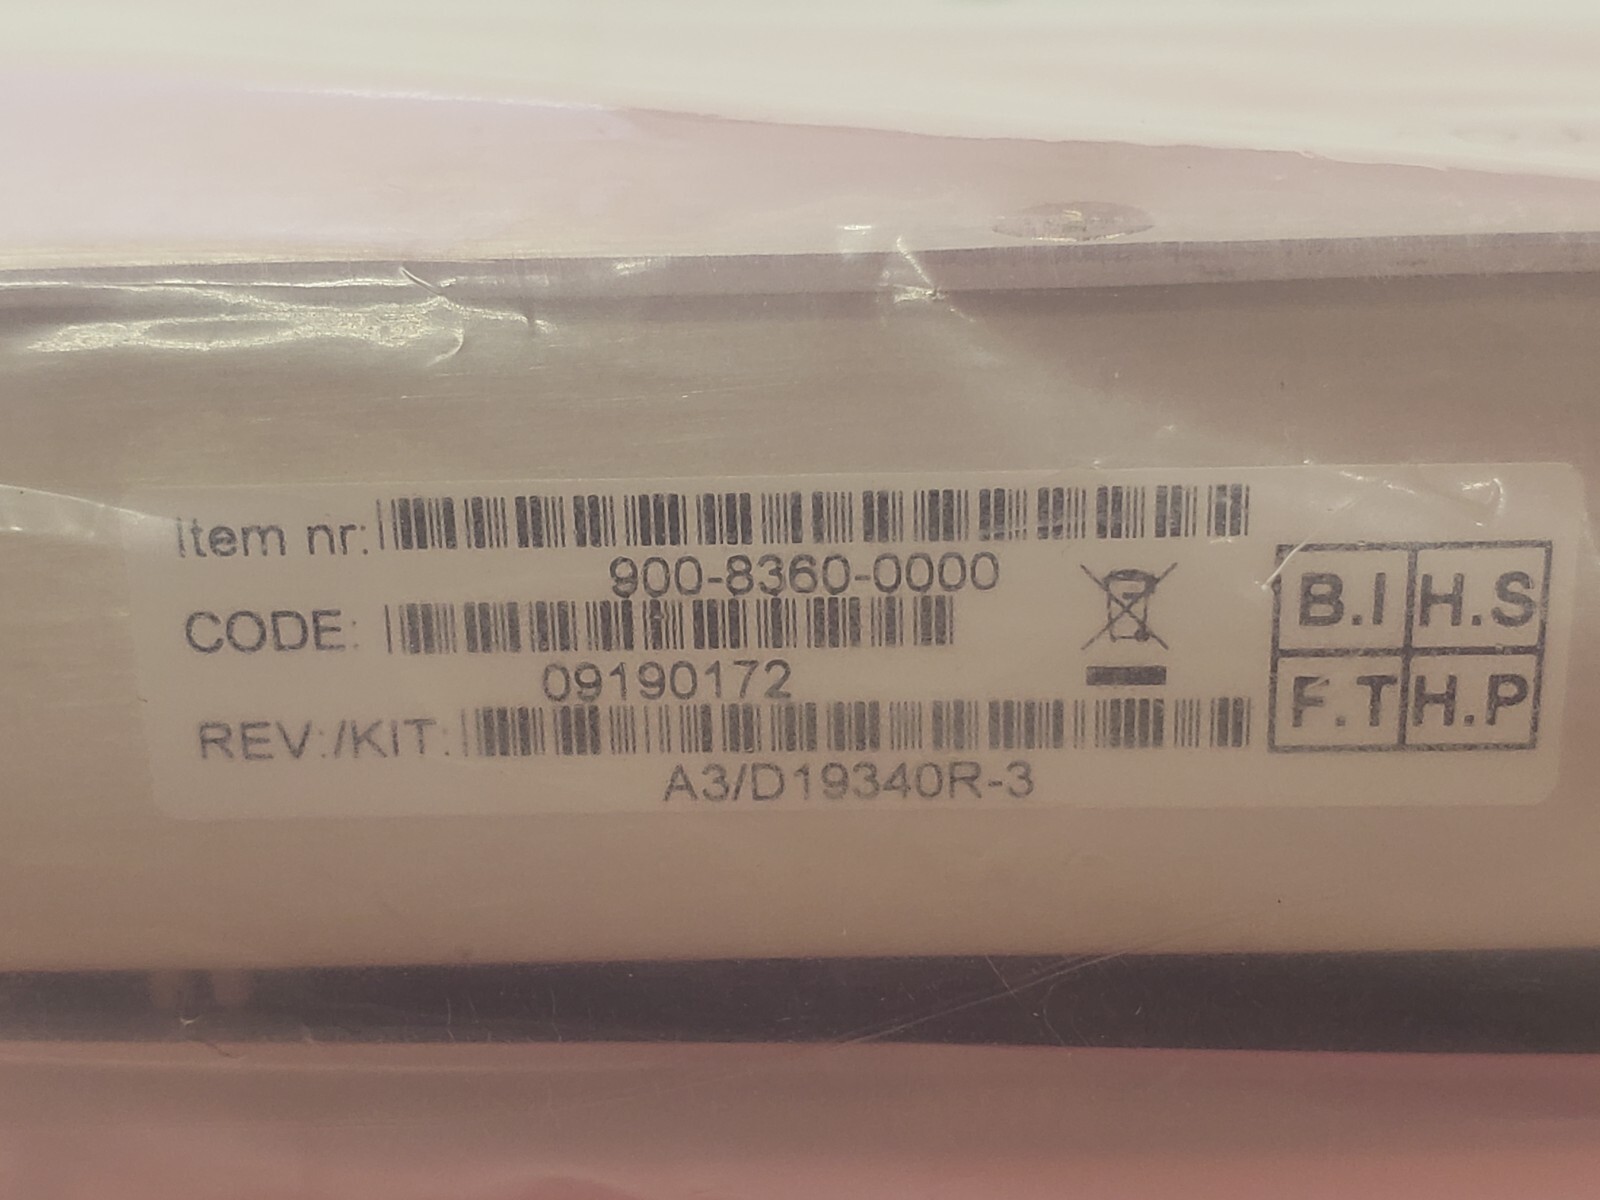 Item nr:
900-8360-0000
CODE:
09190172
REV./KIT:
A3/D19340R-3
B.I H.S
F.T H.P